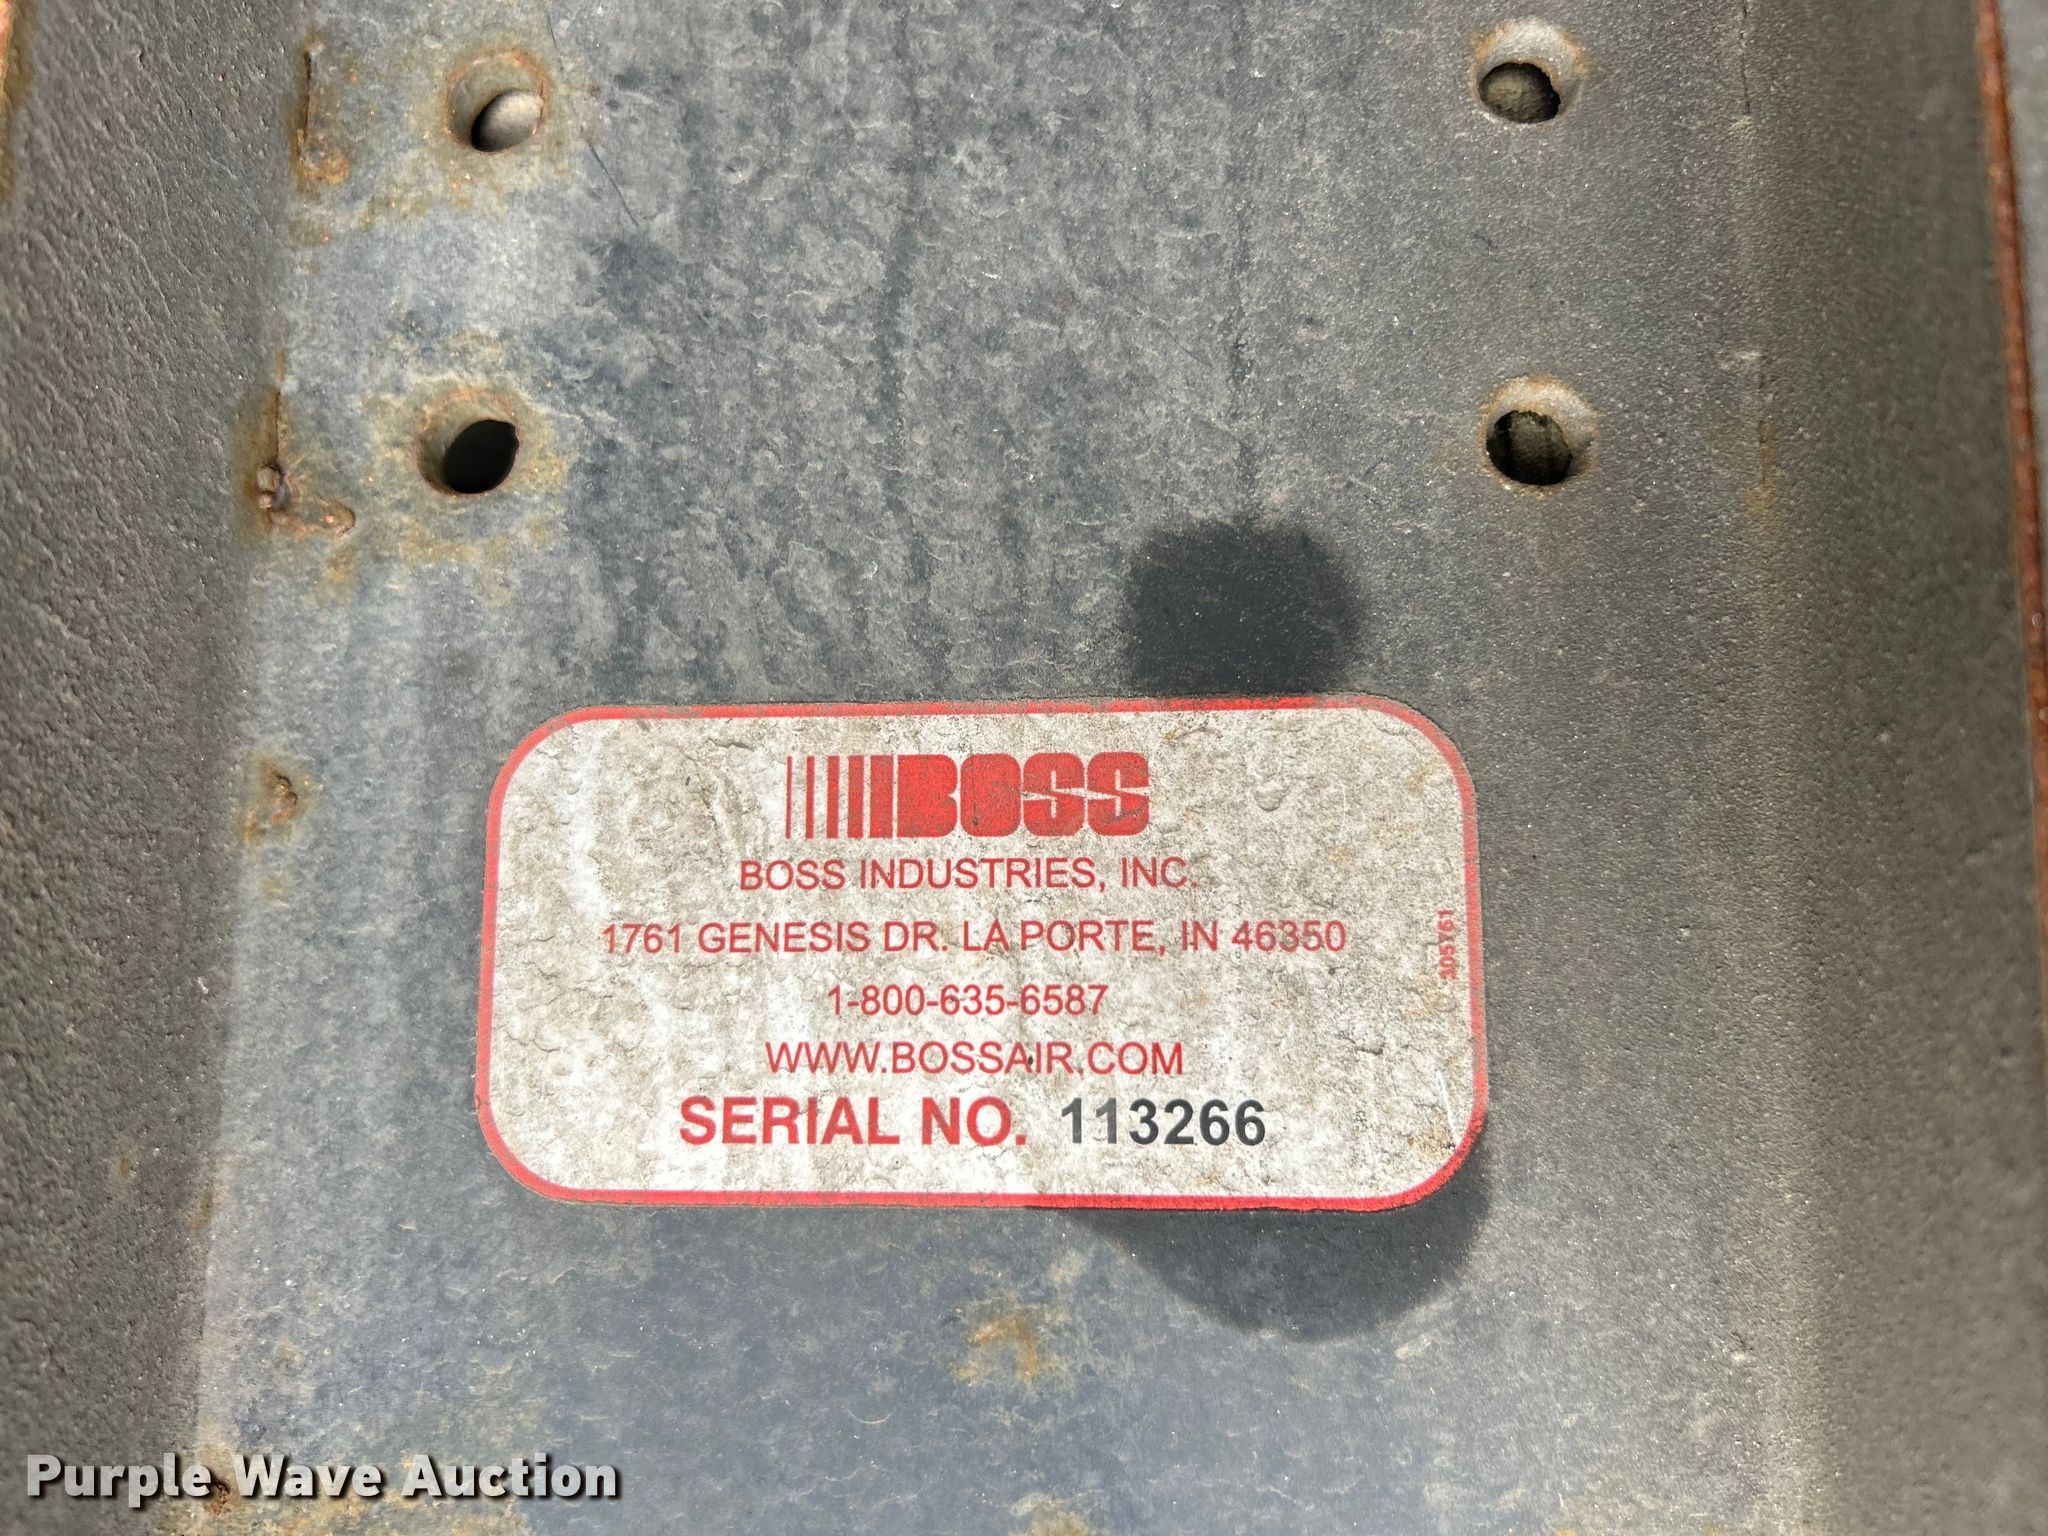 BOSS
BOSS INDUSTRIES, INC.
1761 GENESIS DR. LA PORTE, IN 46350
1-800-635-6587
WWW.BOSSAIR.COM
SERIAL NO. 113266
305761
Purple Wave Auction